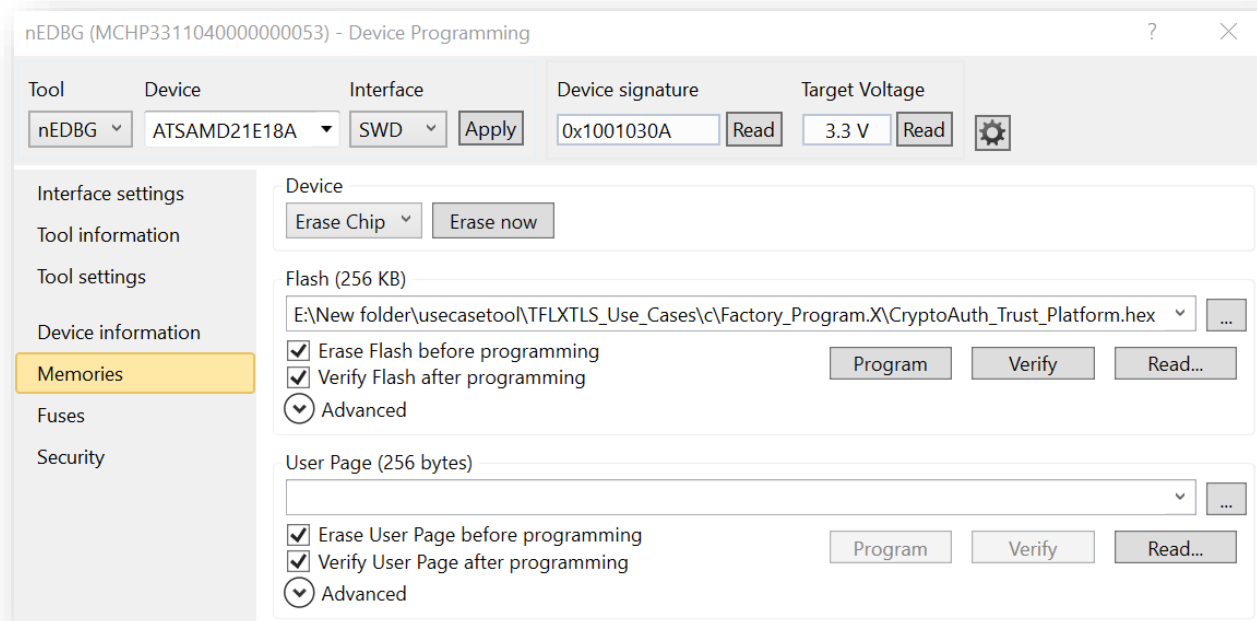 nEDBG (MCHP3311040000000053) - Device Programming
?
Tool Device Interface Device signature Target Voltage
nEDBG ATSAMD21E18A SWD Apply 0x1001030A Read 3.3 V Read
Interface settings
Tool information
Tool settings
Device information
Memories
Fuses
Security
Device
Erase Chip Erase now
Flash (256 KB)
E:\New folder\usecasetool\TFLXTLS_Use_Cases\c\Factory_Program.X\CryptoAuth_Trust_Platform.hex ...
Erase Flash before programming
Verify Flash after programming
Program Verify Read...
Advanced
User Page (256 bytes)
...
Erase User Page before programming
Verify User Page after programming
Program Verify Read...
Advanced